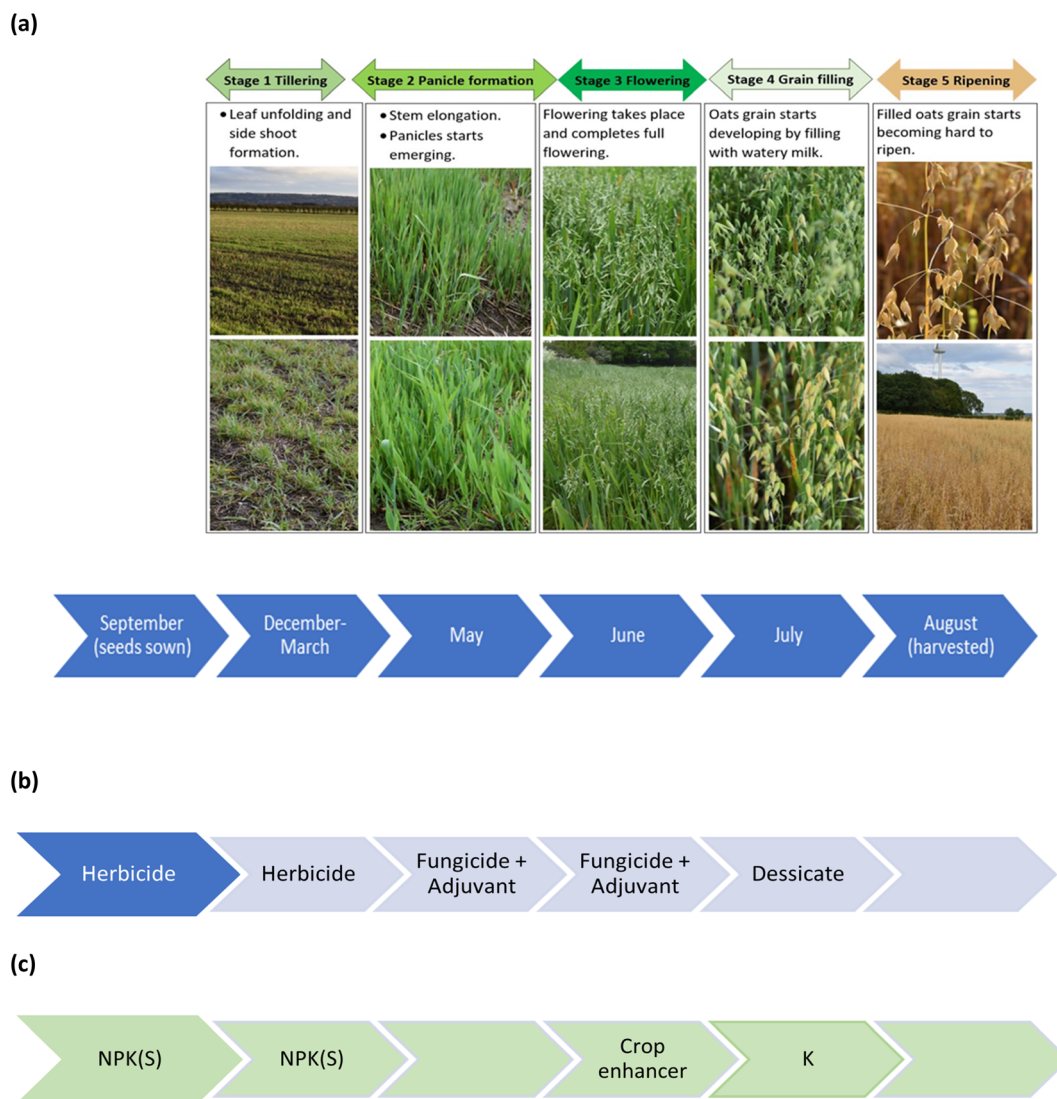 (a)
Stage 1 Tillering
Stage 2 Panicle formation
Stage 3 Flowering
Stage 4 Grain filling
Stage 5 Ripening
• Leaf unfolding and
side shoot
formation.
• Stem elongation.
• Panicles starts
emerging.
Flowering takes place
and completes full
flowering.
Oats grain starts
developing by filling
with watery milk.
Filled oats grain starts
becoming hard to
ripen.
September
(seeds sown)
December-
March
May
June
July
August
(harvested)
(b)
Herbicide
Herbicide
Fungicide +
Adjuvant
Fungicide +
Adjuvant
Dessicate
(c)
NPK(S)
NPK(S)
Crop
enhancer
K